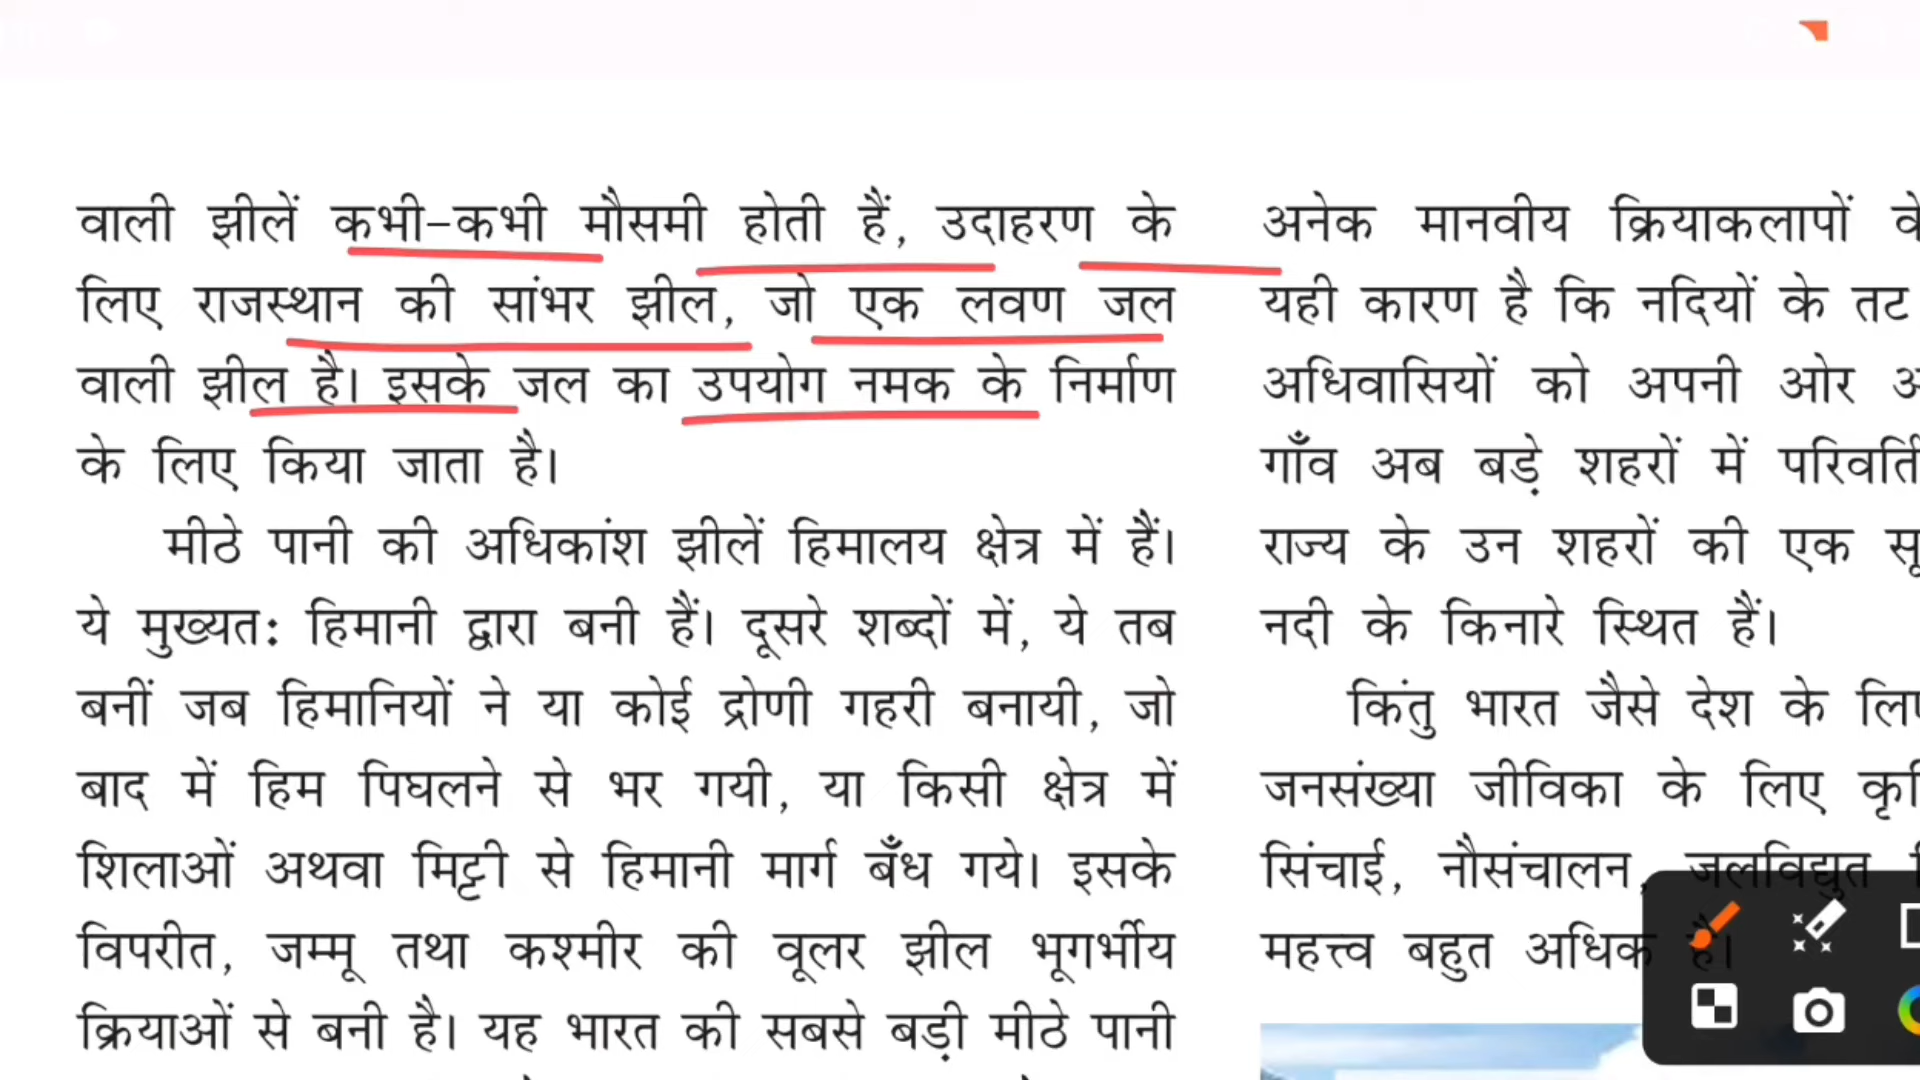 वाली झीलें कभी-कभी मौसमी होती हैं, उदाहरण के
लिए राजस्थान की सांभर झील, जो एक लवण जल
वाली झील है। इसके जल का उपयोग नमक के निर्माण
के लिए किया जाता है।
मीठे पानी की अधिकांश झीलें हिमालय क्षेत्र में हैं।
ये मुख्यतः हिमानी द्वारा बनी हैं। दूसरे शब्दों में, ये तब
बनीं जब हिमानियों ने या कोई द्रोणी गहरी बनायी, जो
बाद में हिम पिघलने से भर गयी, या किसी क्षेत्र में
शिलाओं अथवा मिट्टी से हिमानी मार्ग बँध गये। इसके
विपरीत, जम्मू तथा कश्मीर की वूलर झील भूगर्भीय
क्रियाओं से बनी है। यह भारत की सबसे बड़ी मीठे पानी
अनेक मानवीय क्रियाकलापों
यही कारण है कि नदियों के तट
अधिवासियों को अपनी ओर
गाँव अब बड़े शहरों में
राज्य के उन शहरों की एक
नदी के किनारे स्थित हैं।
किंतु भारत जैसे देश के
जनसंख्या जीविका के लिए
सिंचाई, नौसंचालन, जलविद्युत
महत्त्व बहुत अधिक है।